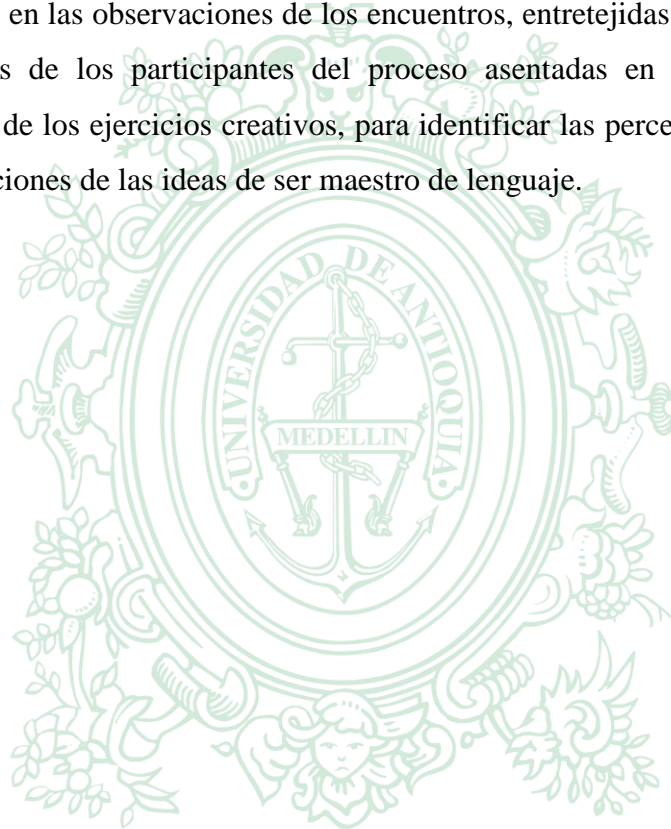 en las observaciones de los encuentros, entretejidas
s de los participantes del proceso asentadas en
de los ejercicios creativos, para identificar las perce
ciones de las ideas de ser maestro de lenguaje.
UNIVERSIDAD DE ANTIOQUIA
MEDELLIN